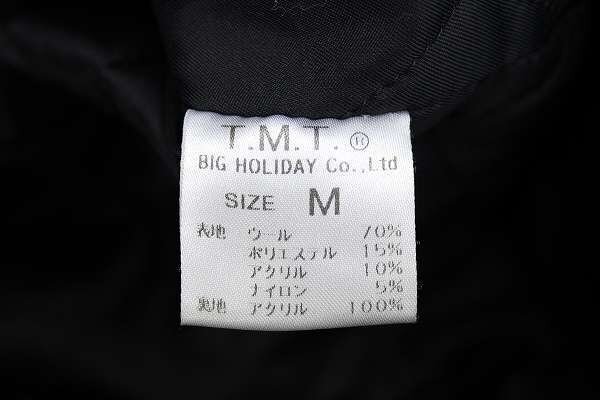 T.M.T.®
BIG HOLIDAY Co.,Ltd
SIZE M
表地 ウール 70%
ポリエステル 15%
アクリル 10%
ナイロン 5%
裏地 アクリル 100%